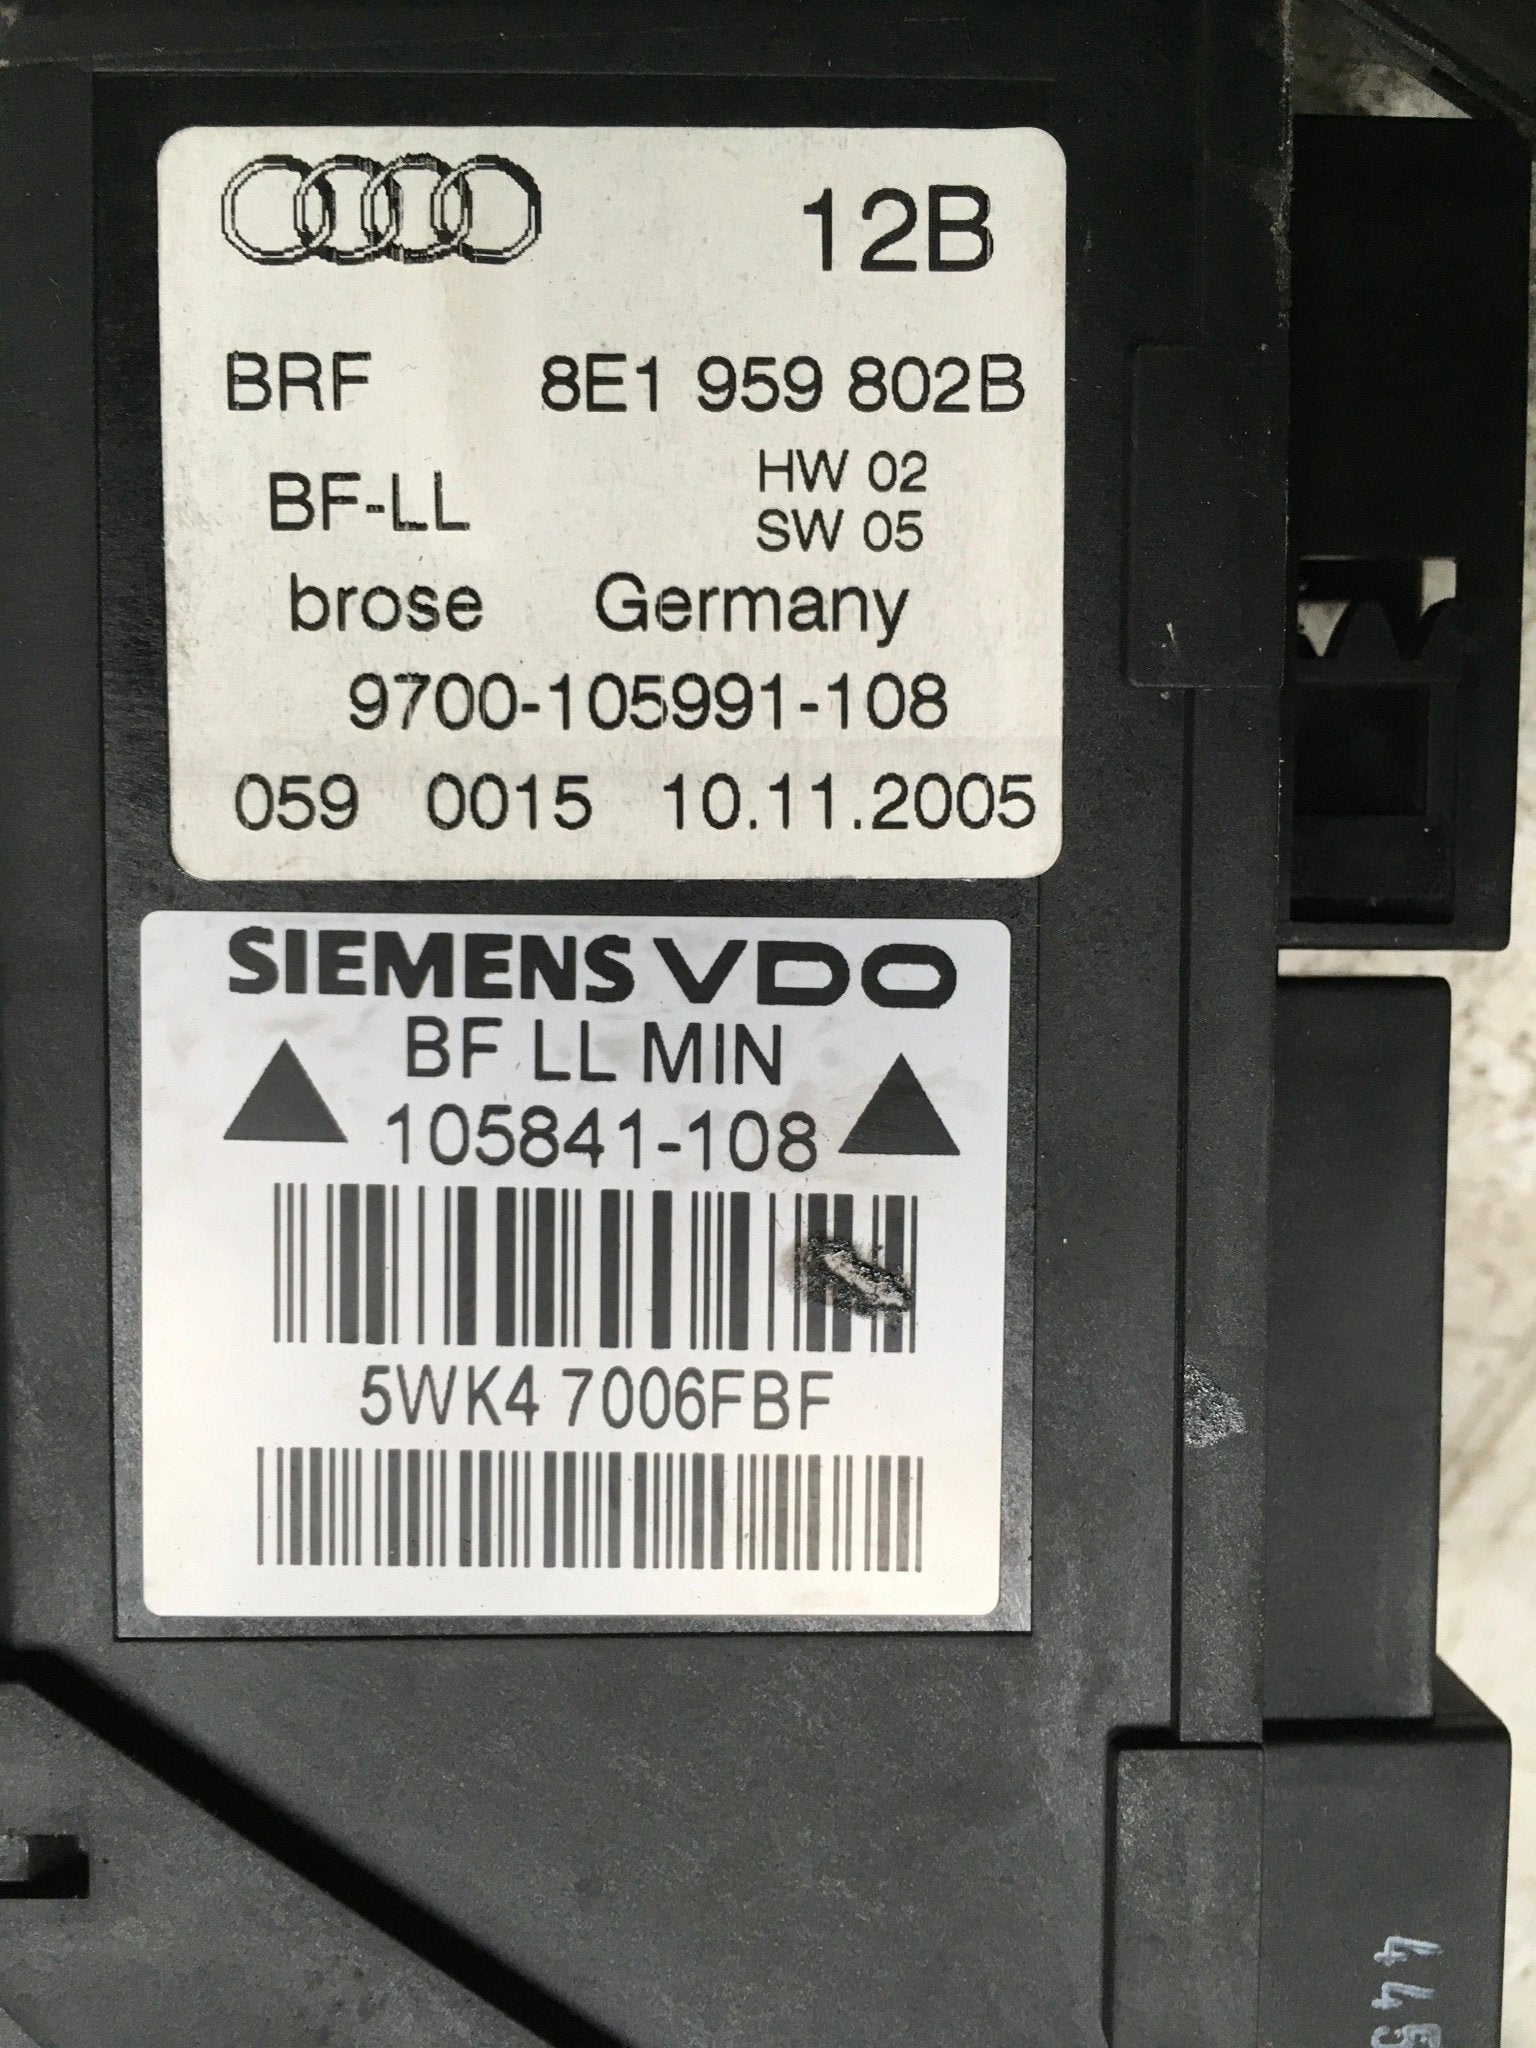 12B
BRF 8E1 959 802B
BF-LL HW 02
SW 05
brose Germany
9700-105991-108
059 0015 10.11.2005
SIEMENS VDO
BF LL MIN
105841-108
5WK4 7006FBF